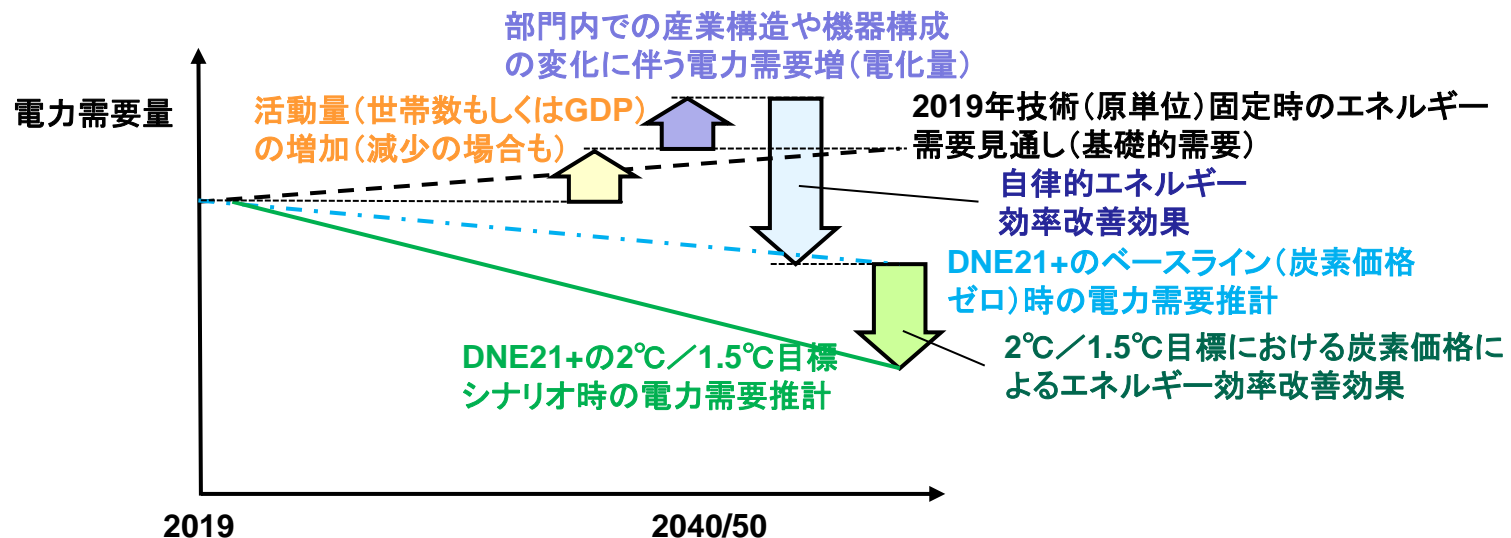 部門内での産業構造や機器構成
の変化に伴う電力需要増(電化量)
電力需要量
活動量(世帯数もしくはGDP)
の増加(減少の場合も)
2019年技術(原単位)固定時のエネルギー
需要見通し(基礎的需要)
自律的エネルギー
効率改善効果
DNE21+のベースライン(炭素価格
ゼロ)時の電力需要推計
DNE21+の2℃/1.5℃目標
シナリオ時の電力需要推計
2℃/1.5℃目標における炭素価格に
よるエネルギー効率改善効果
2019
2040/50